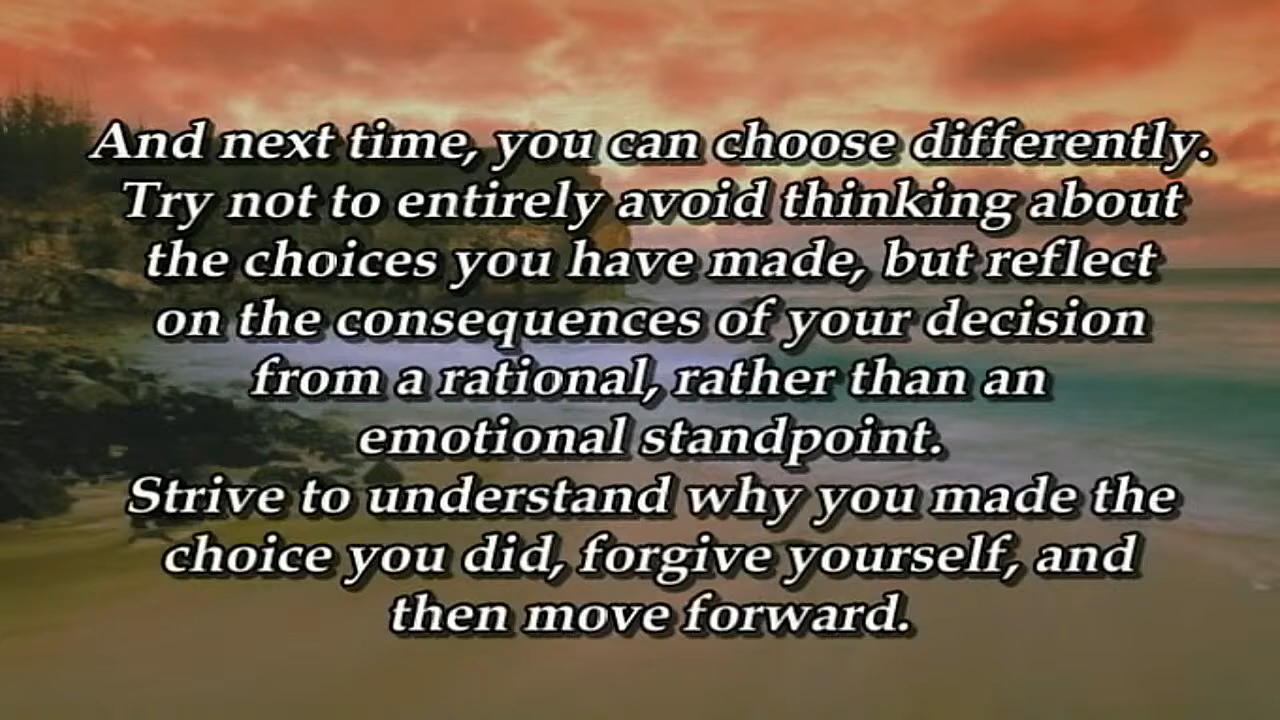 And next time, you can choose differently.
Try not to entirely avoid thinking about
the choices you have made, but reflect
on the consequences of your decision
from a rational, rather than an
emotional standpoint.
Strive to understand why you made the
choice you did, forgive yourself, and
then move forward.